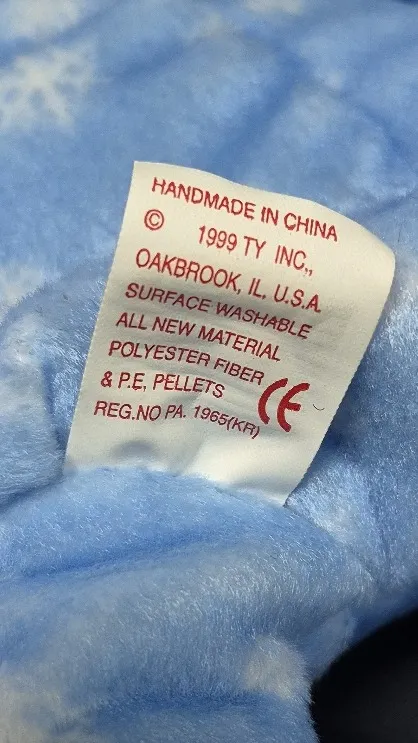 HANDMADE IN CHINA
© 1999 TY INC.,
OAKBROOK, IL, U.S.A.
SURFACE WASHABLE
ALL NEW MATERIAL
POLYESTER FIBER
& P.E. PELLETS CE
REG.NO PA. 1965(KR)